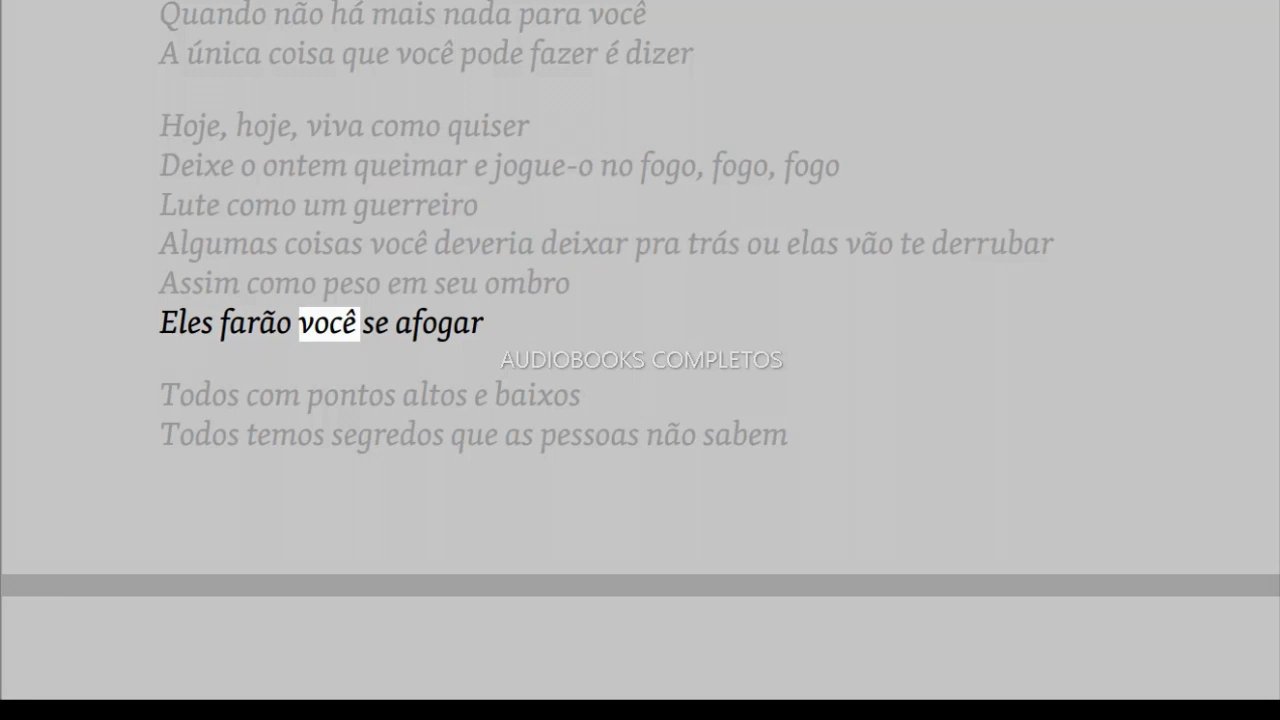 Quando não há mais nada para você
A única coisa que você pode fazer é dizer
Hoje, hoje, viva como quiser
Deixe o ontem queimar e jogue-o no fogo, fogo, fogo
Lute como um guerreiro
Algumas coisas você deveria deixar pra trás ou elas vão te derrubar
Assim como peso em seu ombro
Eles farão você se afogar
AUDIOBOOKS COMPLETOS
Todos com pontos altos e baixos
Todos temos segredos que as pessoas não sabem